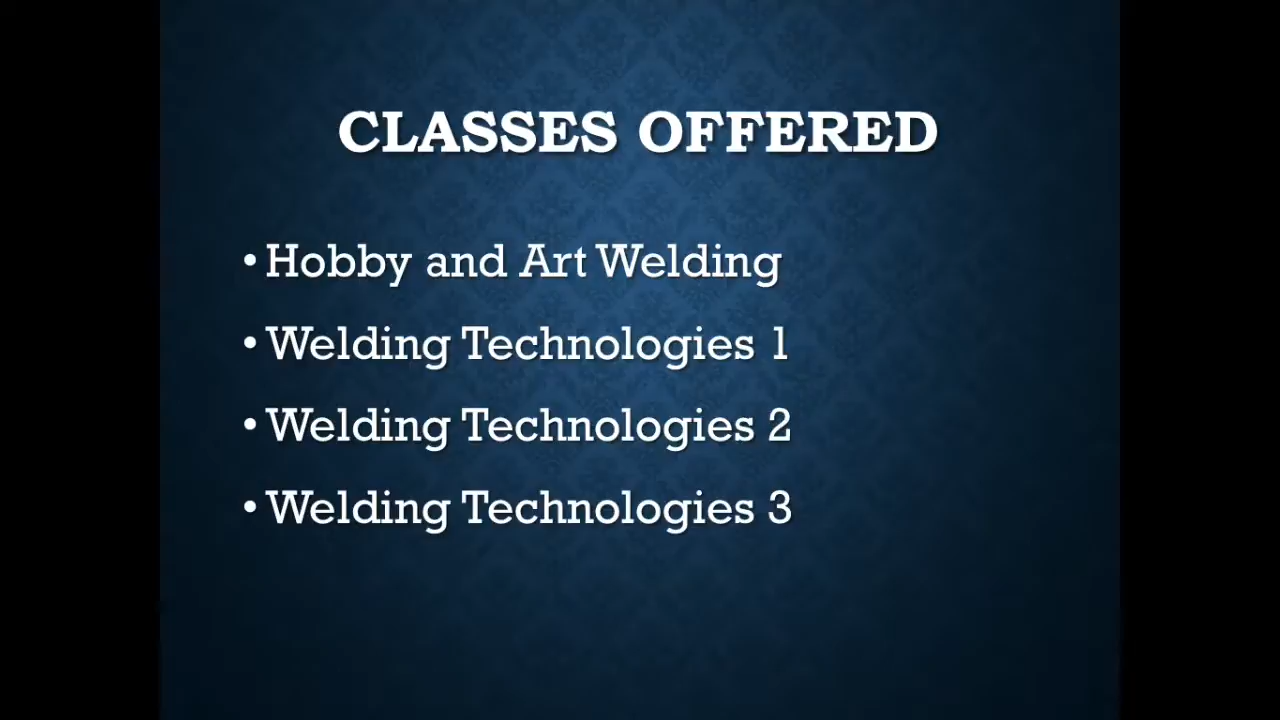 CLASSES OFFERED
• Hobby and Art Welding
• Welding Technologies 1
• Welding Technologies 2
• Welding Technologies 3